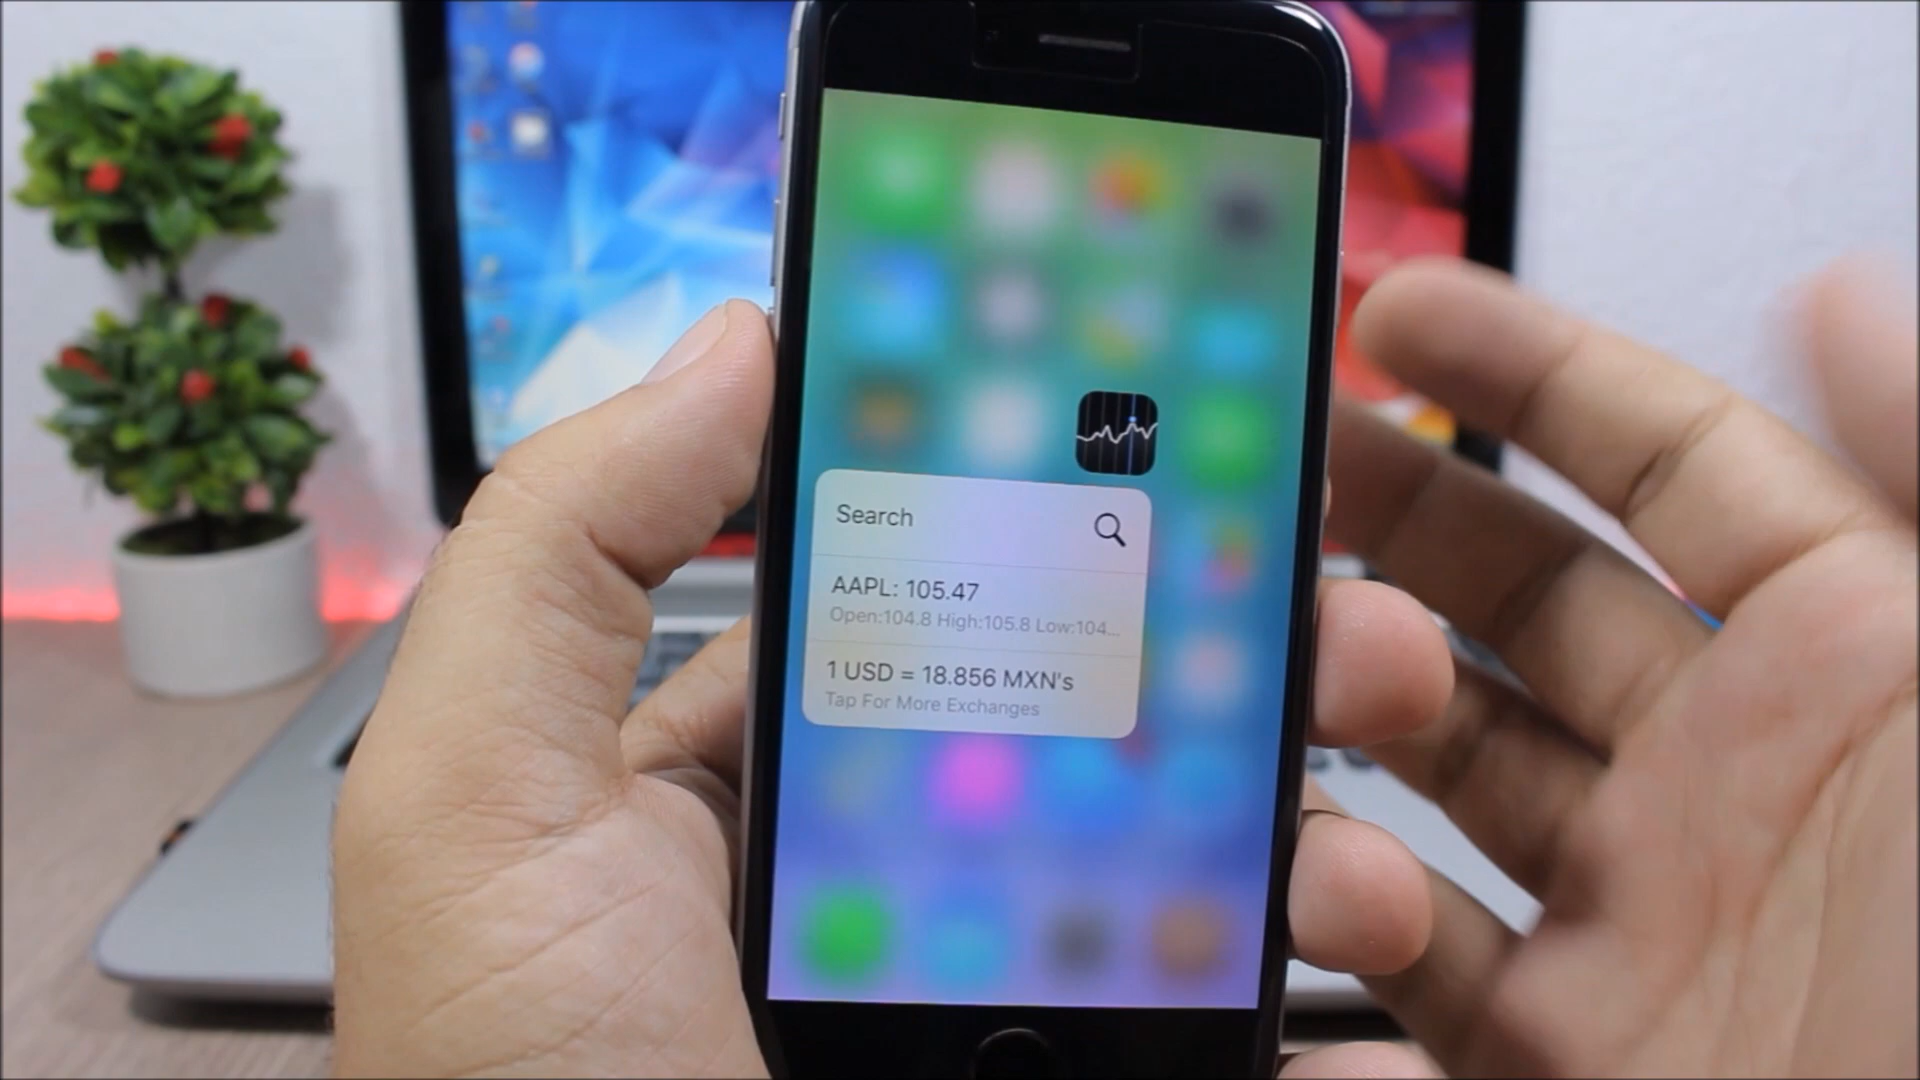 Search
AAPL: 105.47
Open:104.8 High:105.8 Low:104...
1 USD = 18.856 MXN's
Tap For More Exchanges